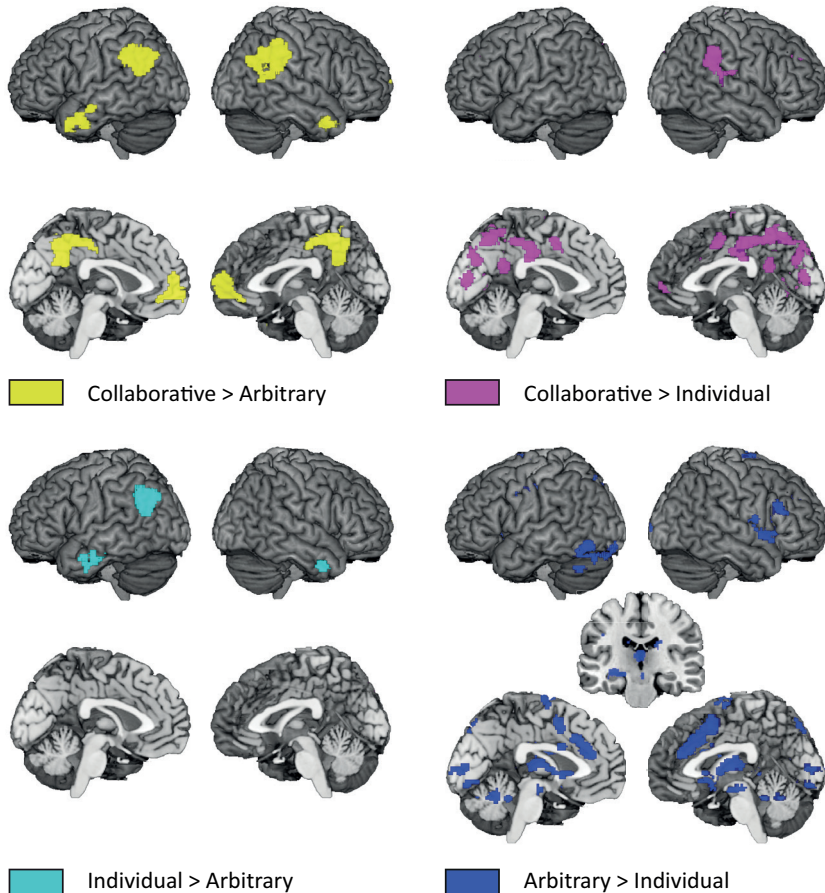 Collaborative > Arbitrary
Collaborative > Individual
Individual > Arbitrary
Arbitrary > Individual